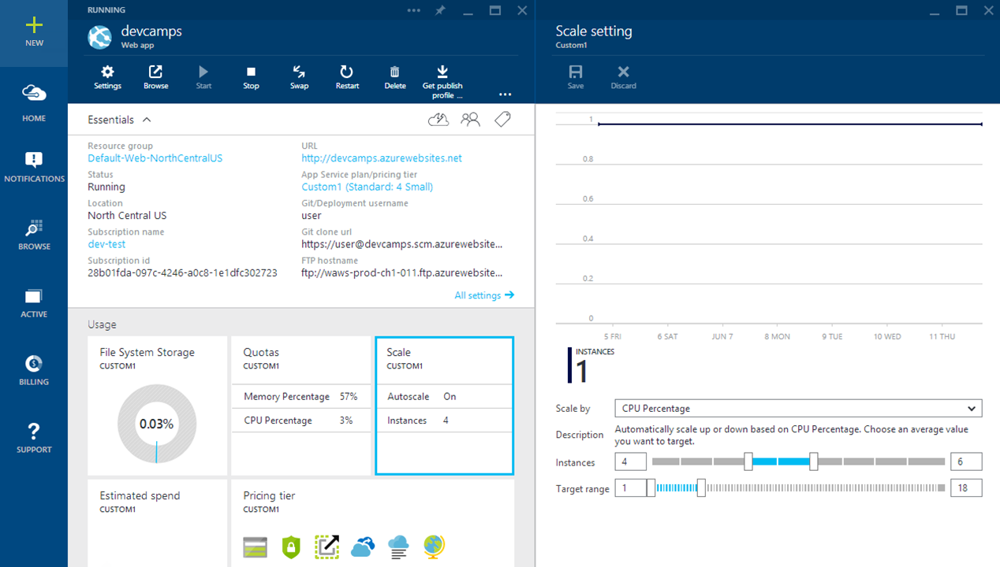 NEW
HOME
NOTIFICATIONS
BROWSE
ACTIVE
BILLING
SUPPORT
RUNNING
devcamps
Web app
Settings
Browse
Start
Stop
Swap
Restart
Delete
Get publish
profile ...
Essentials
Resource group
Default-Web-NorthCentralUS
Status
Running
Location
North Central US
Subscription name
dev-test
Subscription id
28b01fda-097c-4246-a0c8-1e1dfc302723
URL
http://devcamps.azurewebsites.net
App Service plan/pricing tier
Custom1 (Standard: 4 Small)
Git/Deployment username
user
Git clone url
https://user@devcamps.scm.azurewebsite...
FTP hostname
ftp://waws-prod-ch1-011.ftp.azurewebsite...
All settings
Usage
File System Storage
CUSTOM1
0.03%
Quotas
CUSTOM1
Memory Percentage 57%
CPU Percentage 3%
Scale
CUSTOM1
Autoscale On
Instances 4
Estimated spend
CUSTOM1
Pricing tier
CUSTOM1
Scale setting
Custom1
Save
Discard
1
0.8
0.6
0.4
0.2
0
5 FRI 6 SAT JUN 7 8 MON 9 TUE 10 WED 11 THU
INSTANCES
1
Scale by CPU Percentage
Description Automatically scale up or down based on CPU Percentage. Choose an average value
you want to target.
Instances 4 6
Target range 1 18